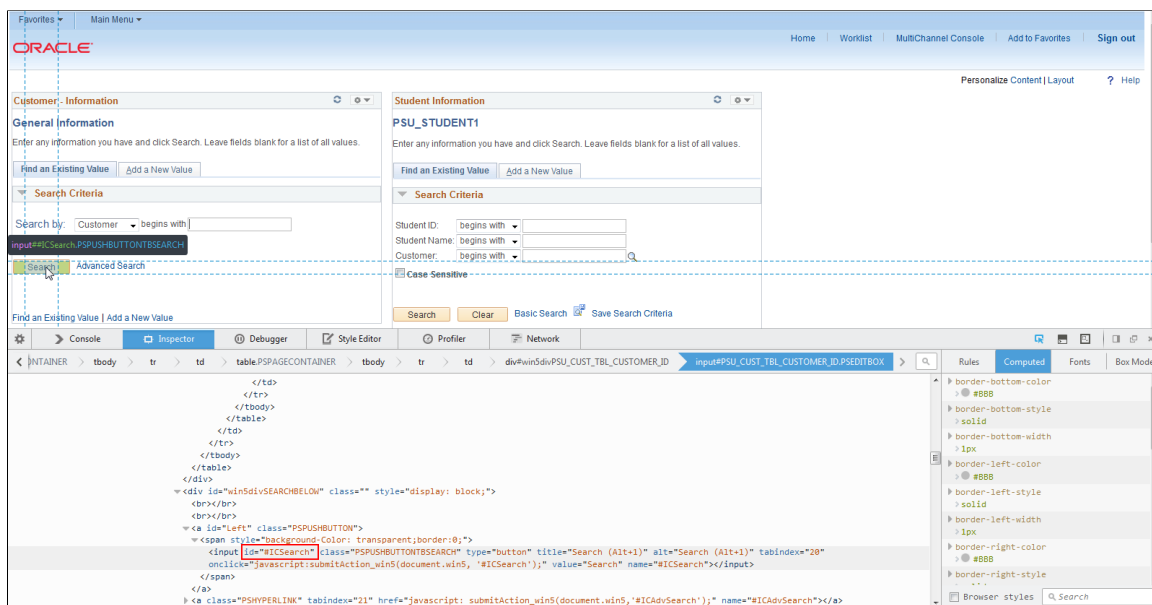 Favorites Main Menu
ORACLE
Home Worklist MultiChannel Console Add to Favorites Sign out
Personalize Content | Layout ? Help
Customer - Information
General Information
Enter any information you have and click Search. Leave fields blank for a list of all values.
Find an Existing Value Add a New Value
Search Criteria
Search by: Customer begins with
input##ICSearch.PSPUSHBUTTONTBSEARCH
Search Advanced Search
Find an Existing Value | Add a New Value
Student Information
PSU_STUDENT1
Enter any information you have and click Search. Leave fields blank for a list of all values.
Find an Existing Value Add a New Value
Search Criteria
Student ID: begins with
Student Name: begins with
Customer: begins with
Case Sensitive
Search Clear Basic Search Save Search Criteria
Console Inspector Debugger Style Editor Profiler Network
ONTAINER tbody tr td table.PSPAGECONTAINER tbody tr td div#win5divPSU_CUST_TBL_CUSTOMER_ID input#PSU_CUST_TBL_CUSTOMER_ID.PSEDITBOX
Rules Computed Fonts Box Mode
</td>
</tr>
</tbody>
</table>
</td>
</tr>
</tbody>
</table>
</div>
<div id="win5divSEARCHBELOW" class="" style="display: block;">
<br></br>
<br></br>
<a id="Left" class="PSPUSHBUTTON">
<span style="background-Color: transparent;border:0;">
<input id="#ICSearch" class="PSPUSHBUTTONTBSEARCH" type="button" title="Search (Alt+1)" alt="Search (Alt+1)" tabindex="20"
onclick="javascript:submitAction_win5(document.win5, '#ICSearch');" value="Search" name="#ICSearch"></input>
</span>
</a>
<a class="PSHYPERLINK" tabindex="21" href="javascript: submitAction_win5(document.win5,'#ICAdvSearch');" name="#ICAdvSearch"></a>
border-bottom-color
#BBB
border-bottom-style
solid
border-bottom-width
1px
border-left-color
#BBB
border-left-style
solid
border-left-width
1px
border-right-color
#BBB
border-right-style
Browser styles Search